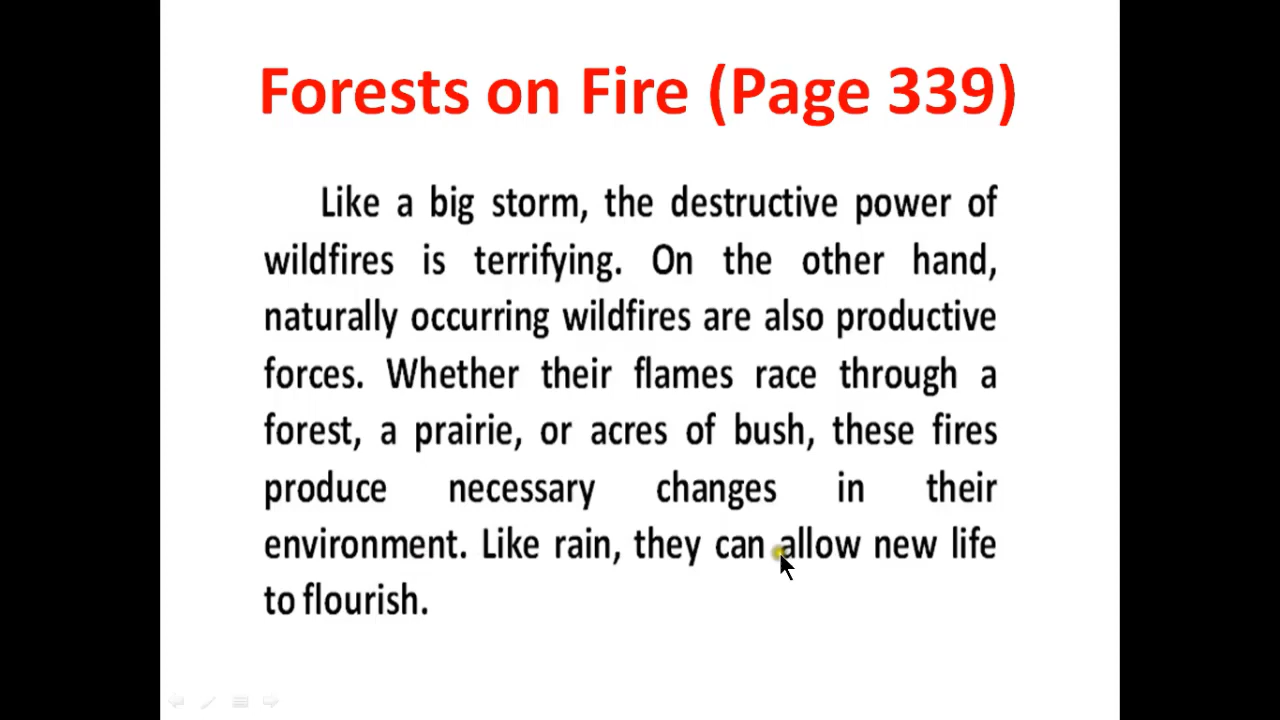 Forests on Fire (Page 339)
Like a big storm, the destructive power of
wildfires is terrifying. On the other hand,
naturally occurring wildfires are also productive
forces. Whether their flames race through a
forest, a prairie, or acres of bush, these fires
produce necessary changes in their
environment. Like rain, they can allow new life
to flourish.